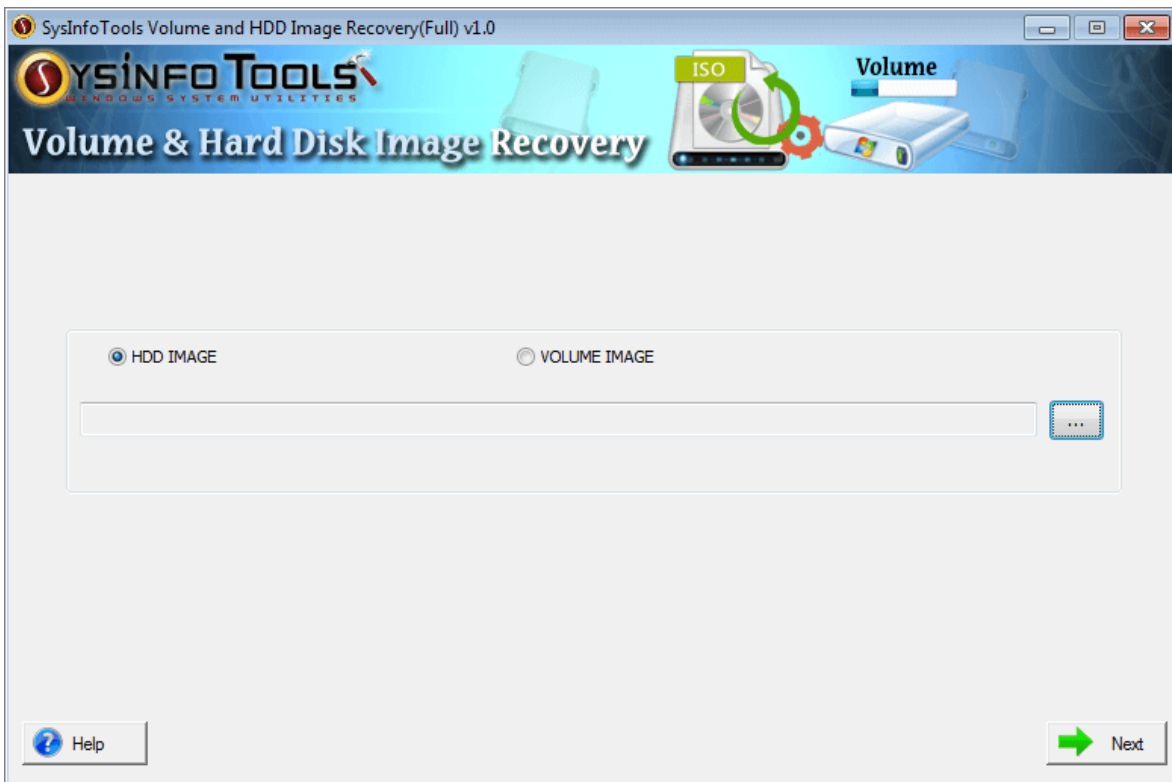 SysInfoTools Volume and HDD Image Recovery(Full) v1.0
SYSINFO TOOLS
WINDOWS SYSTEM UTILITIES
Volume & Hard Disk Image Recovery
ISO
Volume
HDD IMAGE
VOLUME IMAGE
...
Help
Next